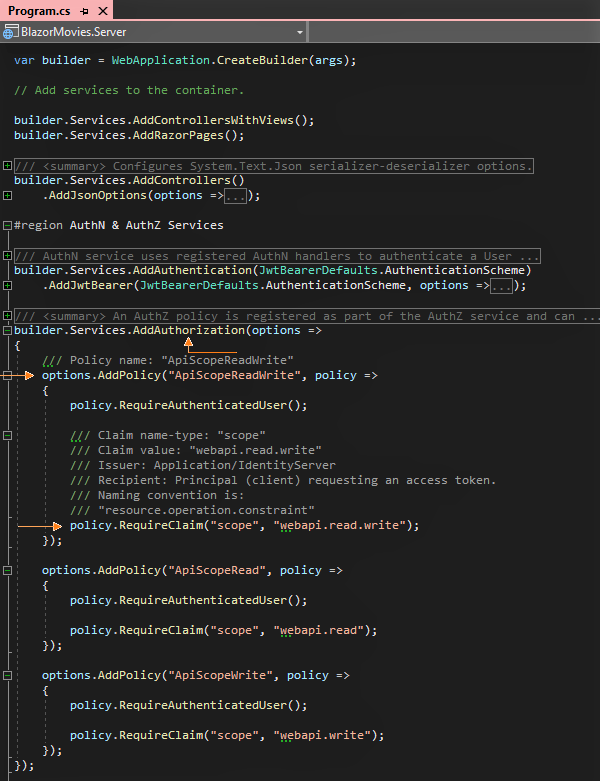 Program.cs
BlazorMovies.Server
var builder = WebApplication.CreateBuilder(args);
// Add services to the container.
builder.Services.AddControllersWithViews();
builder.Services.AddRazorPages();
/// <summary> Configures System.Text.Json serializer-deserializer options.
builder.Services.AddControllers()
.AddJsonOptions(options =>...);
#region AuthN & AuthZ Services
/// AuthN service uses registered AuthN handlers to authenticate a User ...
builder.Services.AddAuthentication(JwtBearerDefaults.AuthenticationScheme)
.AddJwtBearer(JwtBearerDefaults.AuthenticationScheme, options =>...);
/// <summary> An AuthZ policy is registered as part of the AuthZ service and can ...
builder.Services.AddAuthorization(options =>
{
/// Policy name: "ApiScopeReadWrite"
options.AddPolicy("ApiScopeReadWrite", policy =>
{
policy.RequireAuthenticatedUser();
/// Claim name-type: "scope"
/// Claim value: "webapi.read.write"
/// Issuer: Application/IdentityServer
/// Recipient: Principal (client) requesting an access token.
/// Naming convention is:
/// "resource.operation.constraint"
policy.RequireClaim("scope", "webapi.read.write");
});
options.AddPolicy("ApiScopeRead", policy =>
{
policy.RequireAuthenticatedUser();
policy.RequireClaim("scope", "webapi.read");
});
options.AddPolicy("ApiScopeWrite", policy =>
{
policy.RequireAuthenticatedUser();
policy.RequireClaim("scope", "webapi.write");
});
});